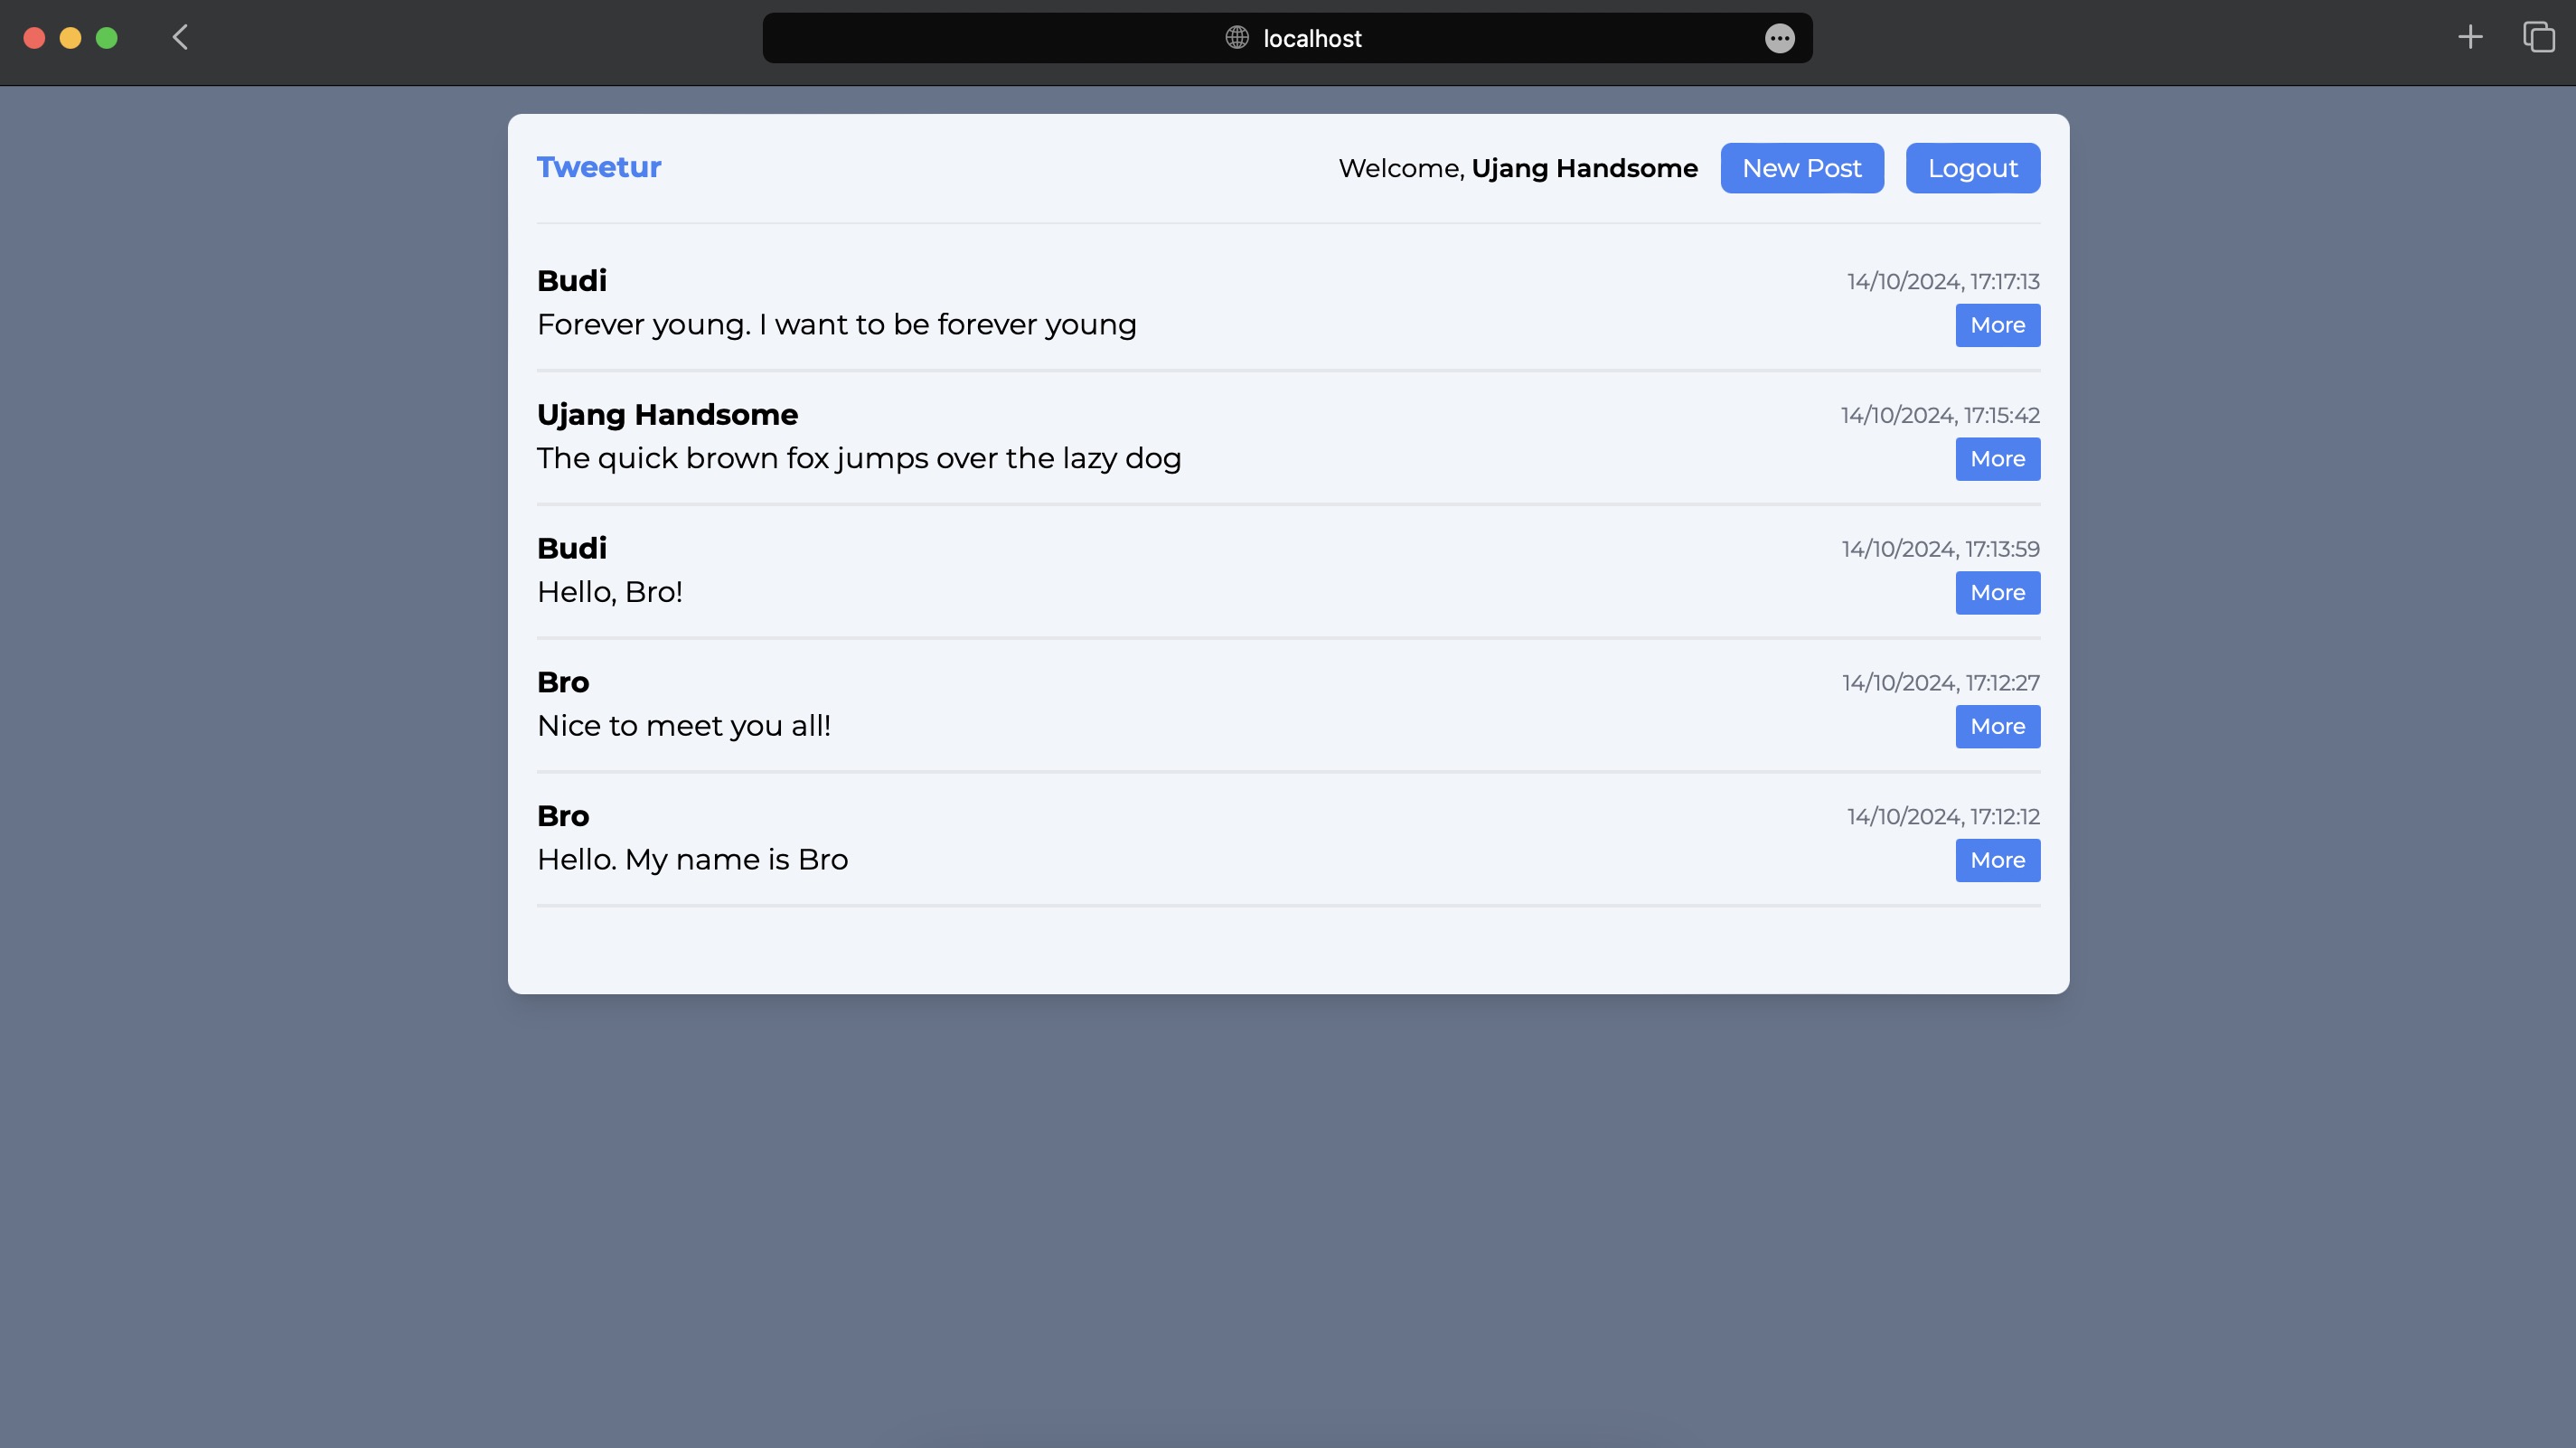 localhost
Tweetur
Welcome, Ujang Handsome
New Post
Logout
Budi
14/10/2024, 17:17:13
Forever young. I want to be forever young
More
Ujang Handsome
14/10/2024, 17:15:42
The quick brown fox jumps over the lazy dog
More
Budi
14/10/2024, 17:13:59
Hello, Bro!
More
Bro
14/10/2024, 17:12:27
Nice to meet you all!
More
Bro
14/10/2024, 17:12:12
Hello. My name is Bro
More